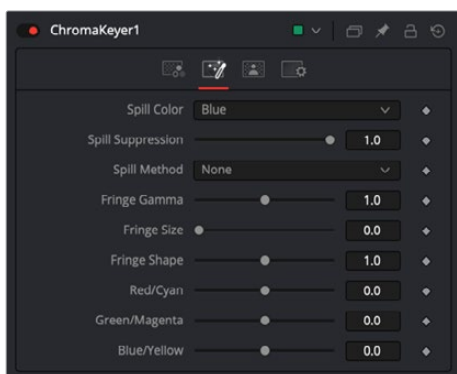 ChromaKeyer1
Spill Color Blue
Spill Suppression 1.0
Spill Method None
Fringe Gamma 1.0
Fringe Size 0.0
Fringe Shape 1.0
Red/Cyan 0.0
Green/Magenta 0.0
Blue/Yellow 0.0